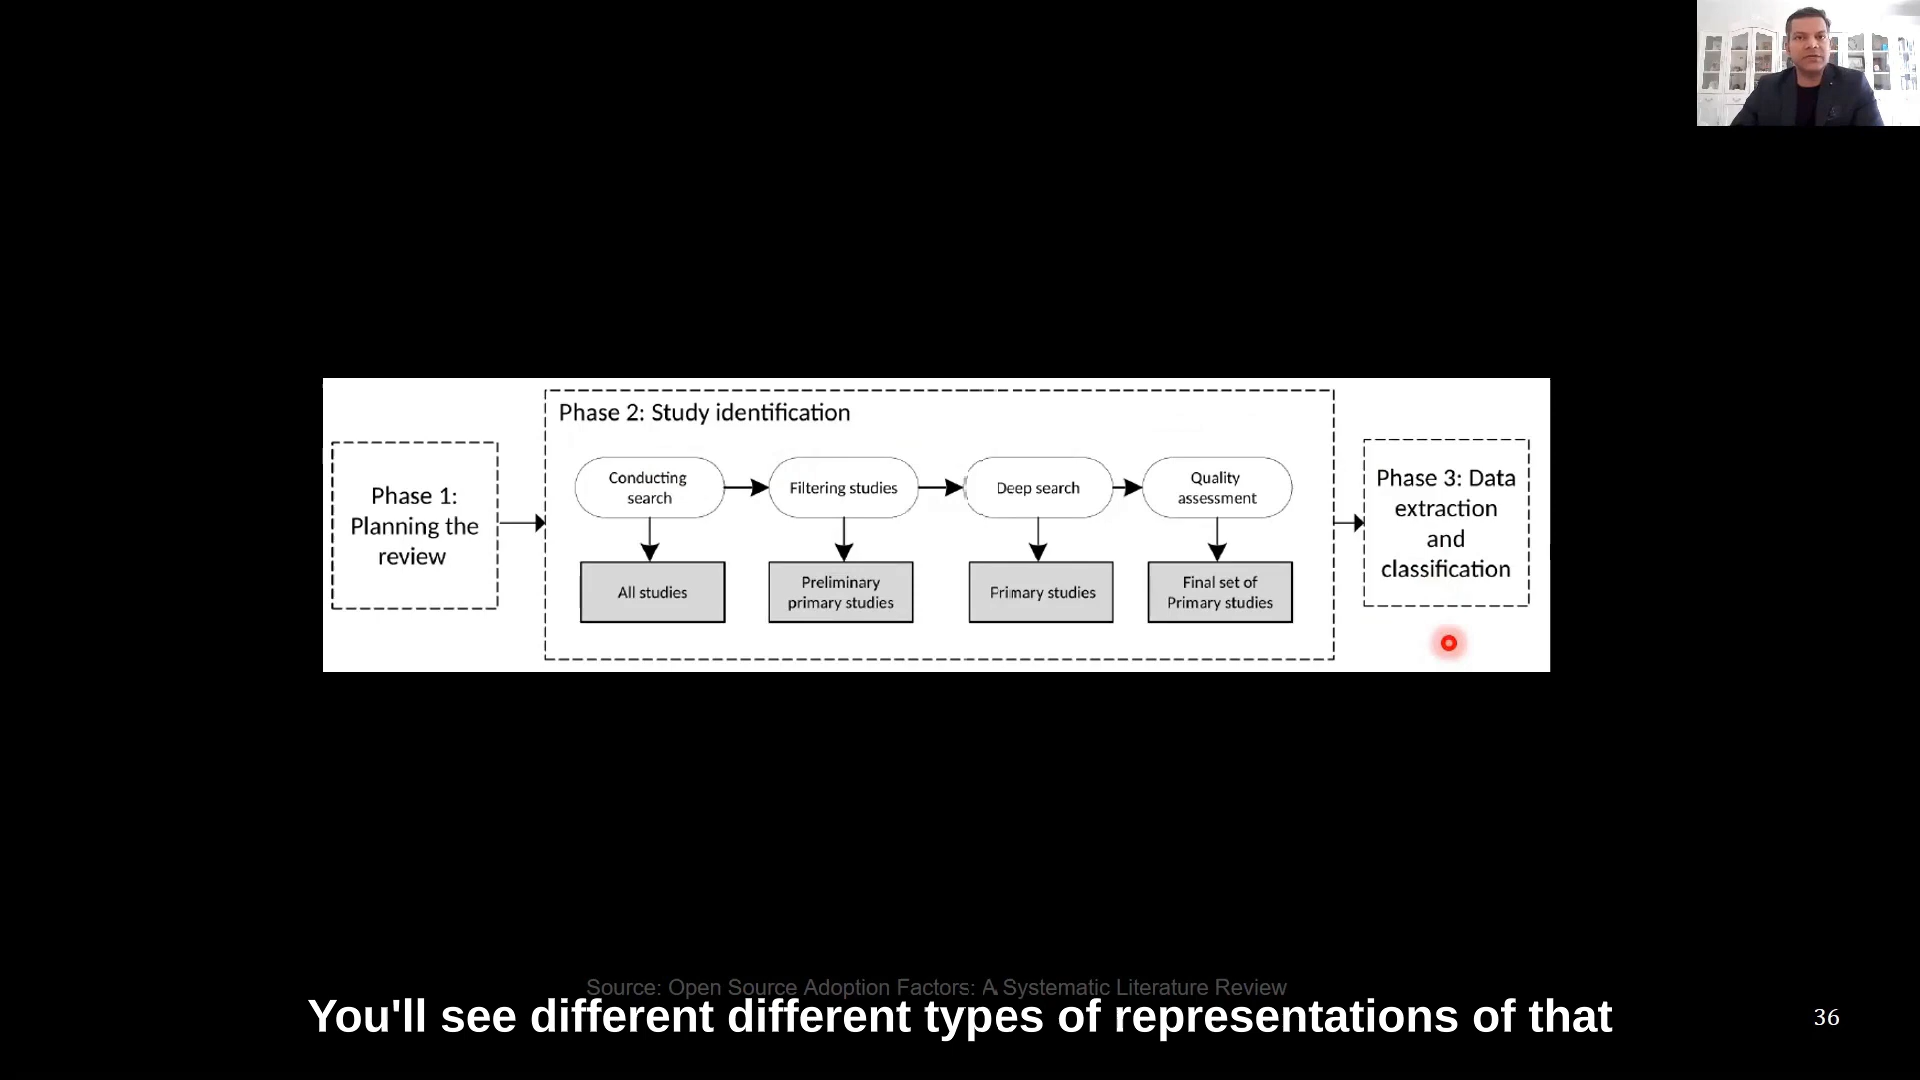 Phase 1:
Planning the
review
Phase 2: Study identification
Conducting
search
Filtering studies
Deep search
Quality
assessment
All studies
Preliminary
primary studies
Primary studies
Final set of
Primary studies
Phase 3: Data
extraction
and
classification
Source: Open Source Adoption Factors: A Systematic Literature Review
You'll see different different types of representations of that
36